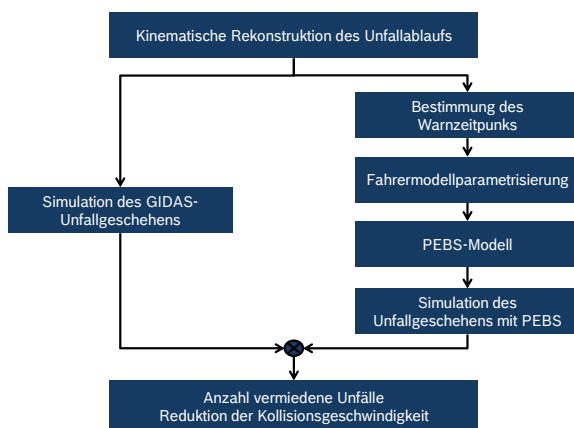 Kinematische Rekonstruktion des Unfallablaufs
Bestimmung des
Warnzeitpunks
Fahrermodellparametrisierung
Simulation des GIDAS-
Unfallgeschehens
PEBS-Modell
Simulation des
Unfallgeschehens mit PEBS
Anzahl vermiedene Unfälle
Reduktion der Kollisionsgeschwindigkeit